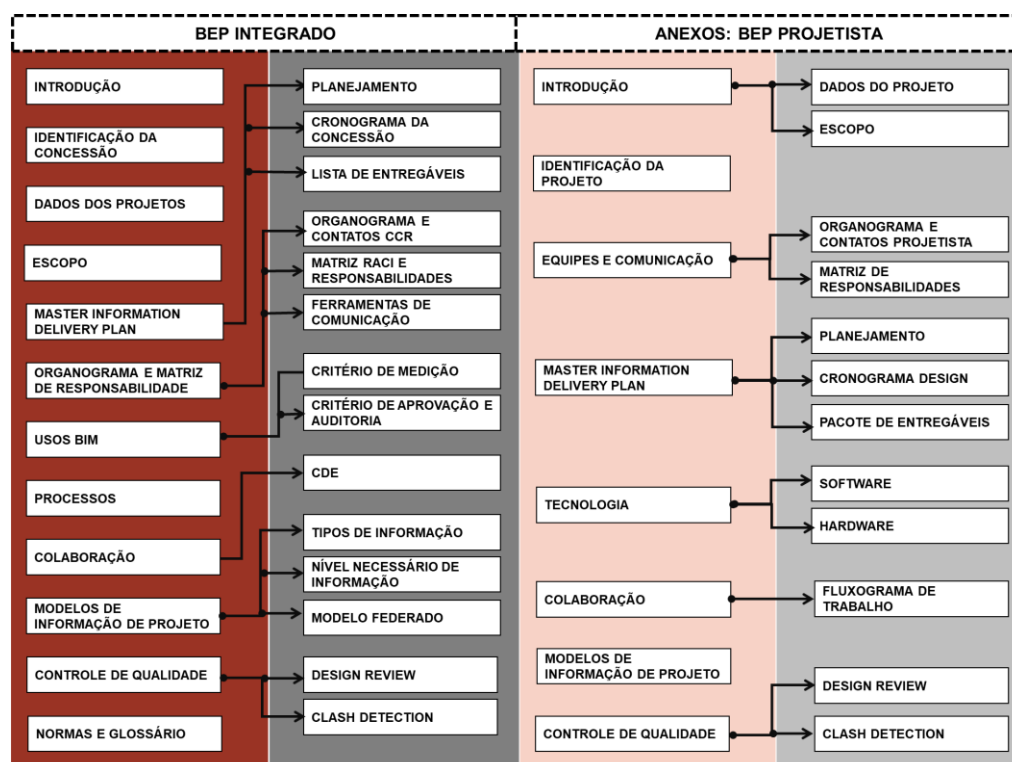 BEP INTEGRADO
INTRODUÇÃO
IDENTIFICAÇÃO DA
CONCESSÃO
DADOS DOS PROJETOS
ESCOPO
MASTER INFORMATION
DELIVERY PLAN
ORGANOGRAMA E MATRIZ
DE RESPONSABILIDADE
USOS BIM
PROCESSOS
COLABORAÇÃO
MODELOS DE
INFORMAÇÃO DE PROJETO
CONTROLE DE QUALIDADE
NORMAS E GLOSSÁRIO
PLANEJAMENTO
CRONOGRAMA DA
CONCESSÃO
LISTA DE ENTREGÁVEIS
ORGANOGRAMA E
CONTATOS CCR
MATRIZ RACI E
RESPONSABILIDADES
FERRAMENTAS DE
COMUNICAÇÃO
CRITÉRIO DE MEDIÇÃO
CRITÉRIO DE APROVAÇÃO E
AUDITORIA
CDE
TIPOS DE INFORMAÇÃO
NÍVEL NECESSÁRIO DE
INFORMAÇÃO
MODELO FEDERADO
DESIGN REVIEW
CLASH DETECTION
ANEXOS: BEP PROJETISTA
INTRODUÇÃO
IDENTIFICAÇÃO DA
PROJETO
EQUIPES E COMUNICAÇÃO
MASTER INFORMATION
DELIVERY PLAN
TECNOLOGIA
COLABORAÇÃO
MODELOS DE
INFORMAÇÃO DE PROJETO
CONTROLE DE QUALIDADE
DADOS DO PROJETO
ESCOPO
ORGANOGRAMA E
CONTATOS PROJETISTA
MATRIZ DE
RESPONSABILIDADES
PLANEJAMENTO
CRONOGRAMA DESIGN
PACOTE DE ENTREGÁVEIS
SOFTWARE
HARDWARE
FLUXOGRAMA DE
TRABALHO
DESIGN REVIEW
CLASH DETECTION